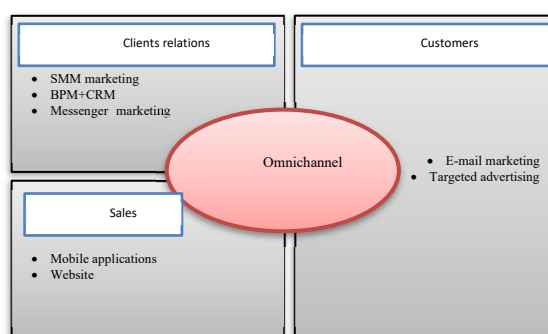 Clients relations
• SMM marketing
• BPM+CRM
• Messenger marketing
Customers
• E-mail marketing
• Targeted advertising
Omnichannel
Sales
• Mobile applications
• Website